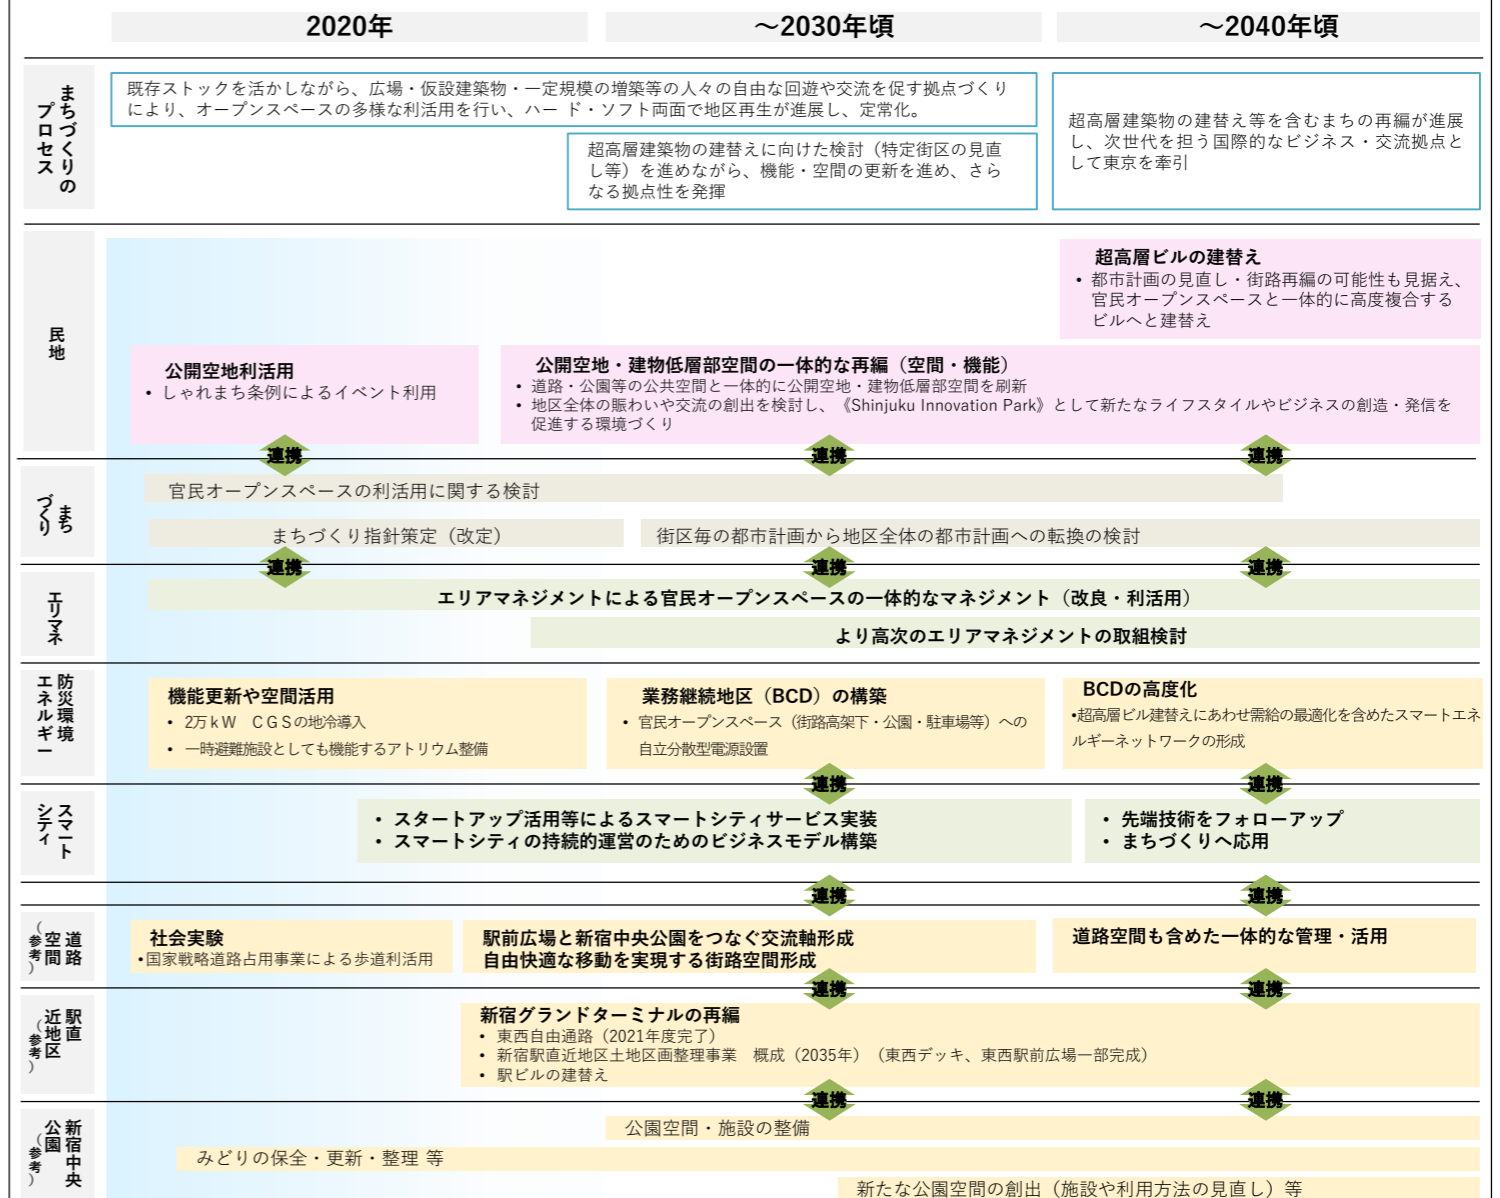 2020年
～2030年頃
～2040年頃
まちづくりの
プロセス
既存ストックを活かしながら、広場・仮設建築物・一定規模の増築等の人々の自由な回遊や交流を促す拠点づくり
により、オープンスペースの多様な利活用を行い、ハー ド・ソフト両面で地区再生が進展し、定常化。
超高層建築物の建替えに向けた検討（特定街区の見直
し等）を進めながら、機能・空間の更新を進め、さら
なる拠点性を発揮
超高層建築物の建替え等を含むまちの再編が進展
し、次世代を担う国際的なビジネス・交流拠点と
して東京を牽引
民地
超高層ビルの建替え
• 都市計画の見直し・街路再編の可能性も見据え、
官民オープンスペースと一体的に高度複合する
ビルへと建替え
公開空地利活用
• しゃれまち条例によるイベント利用
公開空地・建物低層部空間の一体的な再編（空間・機能）
• 道路・公園等の公共空間と一体的に公開空地・建物低層部空間を刷新
• 地区全体の賑わいや交流の創出を検討し、《Shinjuku Innovation Park》として新たなライフスタイルやビジネスの創造・発信を
促進する環境づくり
連携
連携
連携
まち
づくり
官民オープンスペースの利活用に関する検討
まちづくり指針策定（改定）
街区毎の都市計画から地区全体の都市計画への転換の検討
連携
連携
連携
エリマネ
エリアマネジメントによる官民オープンスペースの一体的なマネジメント（改良・利活用）
より高次のエリアマネジメントの取組検討
防災環境
エネルギー
機能更新や空間活用
• 2万ｋＷ　ＣＧＳの地冷導入
• 一時避難施設としても機能するアトリウム整備
業務継続地区（BCD）の構築
• 官民オープンスペース（街路高架下・公園・駐車場等）への
自立分散型電源設置
BCDの高度化
•超高層ビル建替えにあわせ需給の最適化を含めたスマートエネ
ルギーネットワークの形成
連携
連携
スマート
シティ
• スタートアップ活用等によるスマートシティサービス実装
• スマートシティの持続的運営のためのビジネスモデル構築
• 先端技術をフォローアップ
• まちづくりへ応用
連携
連携
道路
空間
（参考）
社会実験
•国家戦略道路占用事業による歩道利活用
駅前広場と新宿中央公園をつなぐ交流軸形成
自由快適な移動を実現する街路空間形成
道路空間も含めた一体的な管理・活用
連携
連携
駅直
近地区
（参考）
新宿グランドターミナルの再編
• 東西自由通路（2021年度完了）
• 新宿駅直近地区土地区画整理事業　概成（2035年）（東西デッキ、東西駅前広場一部完成）
• 駅ビルの建替え
連携
連携
新宿中央
公園
（参考）
公園空間・施設の整備
みどりの保全・更新・整理 等
新たな公園空間の創出（施設や利用方法の見直し）等